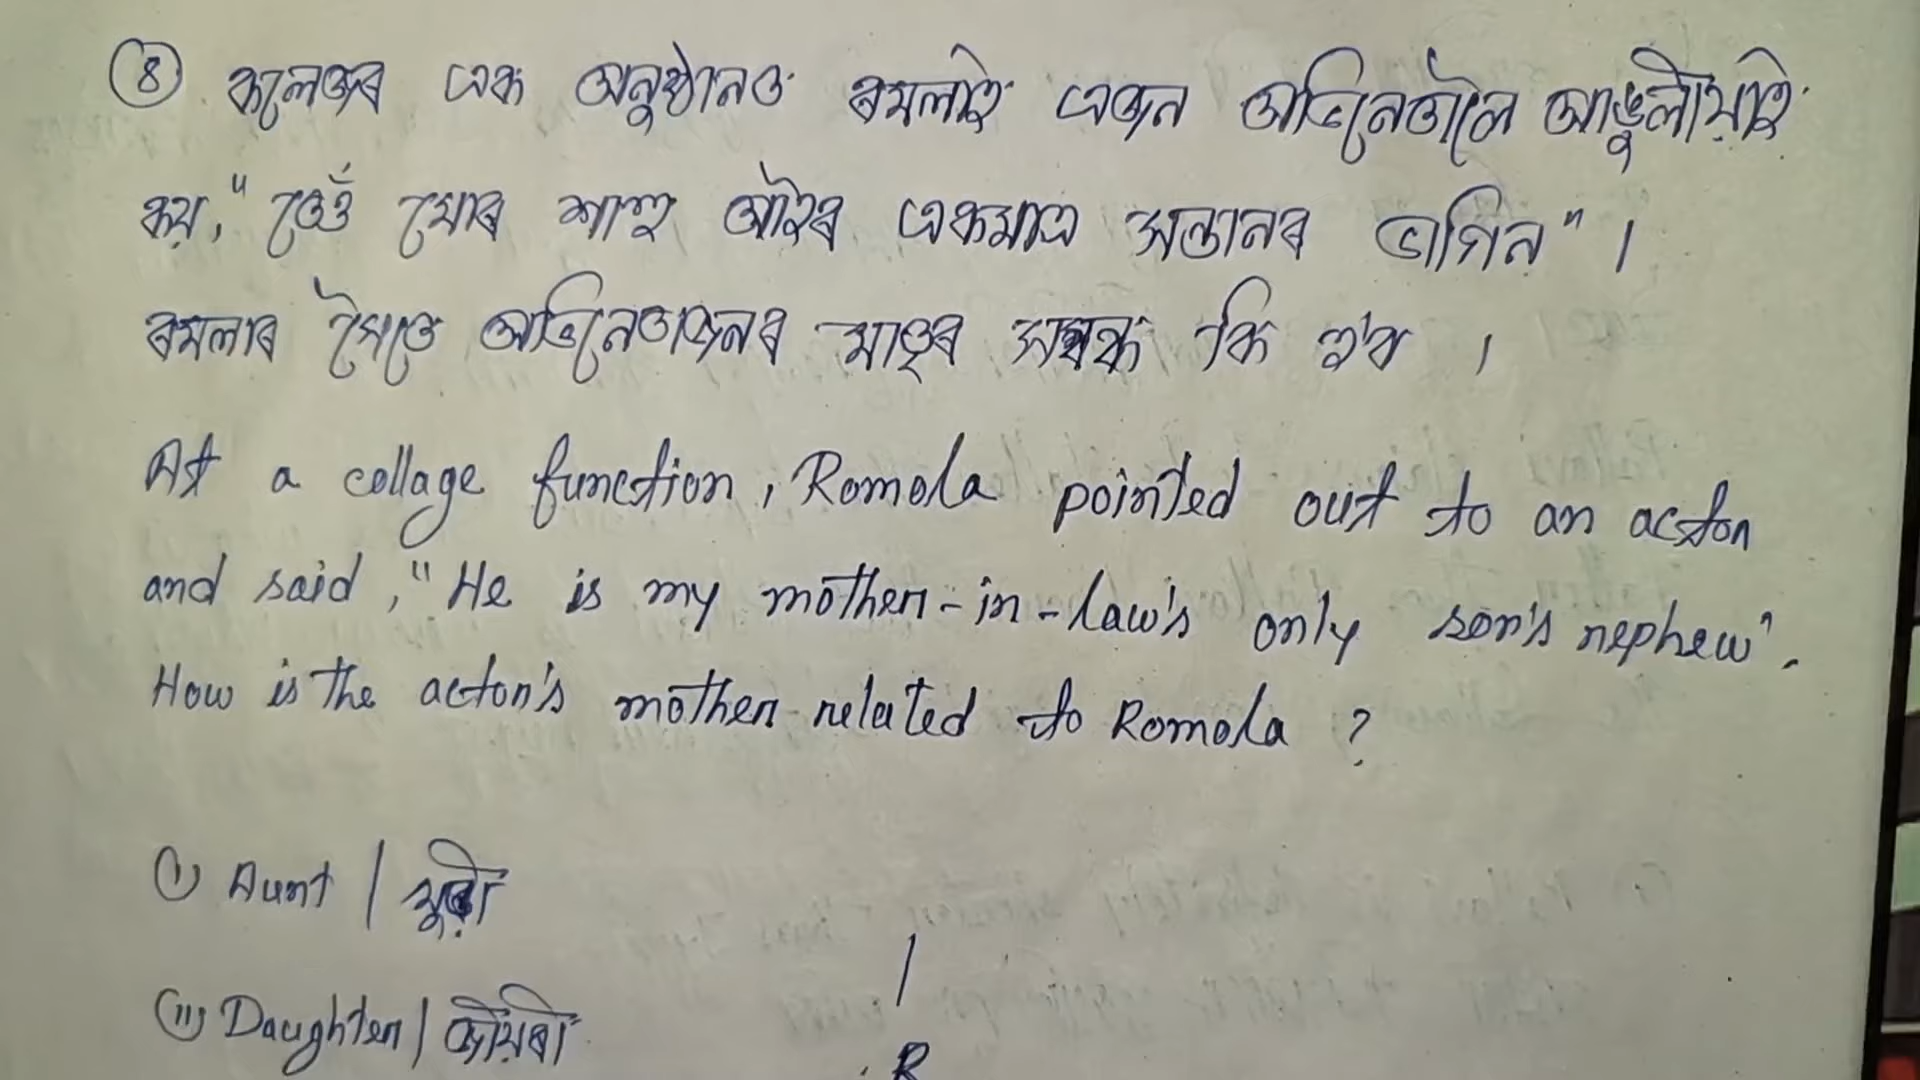 ⑧ কলেজৰ এক অনুষ্ঠানত ৰমলাই এজন অভিনেতালৈ আঙুলীয়াই
কয়, "তেওঁ মোৰ শাহু আইৰ একমাত্ৰ সন্তানৰ ভাগিন"।
ৰমলাৰ সৈতে অভিনেতাজনৰ মাতৃৰ সম্বন্ধ কি হ'ব ।
At a collage function, Romola pointed out to an actor
and said, "He is my mother-in-law's only son's nephew".
How is the actor's mother related to Romola ?
(i) Aunt | খুৰী
(ii) Daughter | জীয়ৰী
R